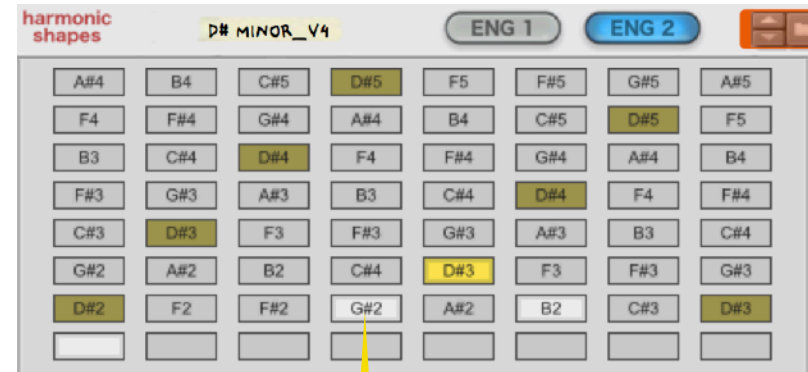 harmonic
shapes
D# MINOR_V4
ENG 1 ENG 2
A#4 B4 C#5 D#5 F5 F#5 G#5 A#5
F4 F#4 G#4 A#4 B4 C#5 D#5 F5
B3 C#4 D#4 F4 F#4 G#4 A#4 B4
F#3 G#3 A#3 B3 C#4 D#4 F4 F#4
C#3 D#3 F3 F#3 G#3 A#3 B3 C#4
G#2 A#2 B2 C#4 D#3 F3 F#3 G#3
D#2 F2 F#2 G#2 A#2 B2 C#3 D#3